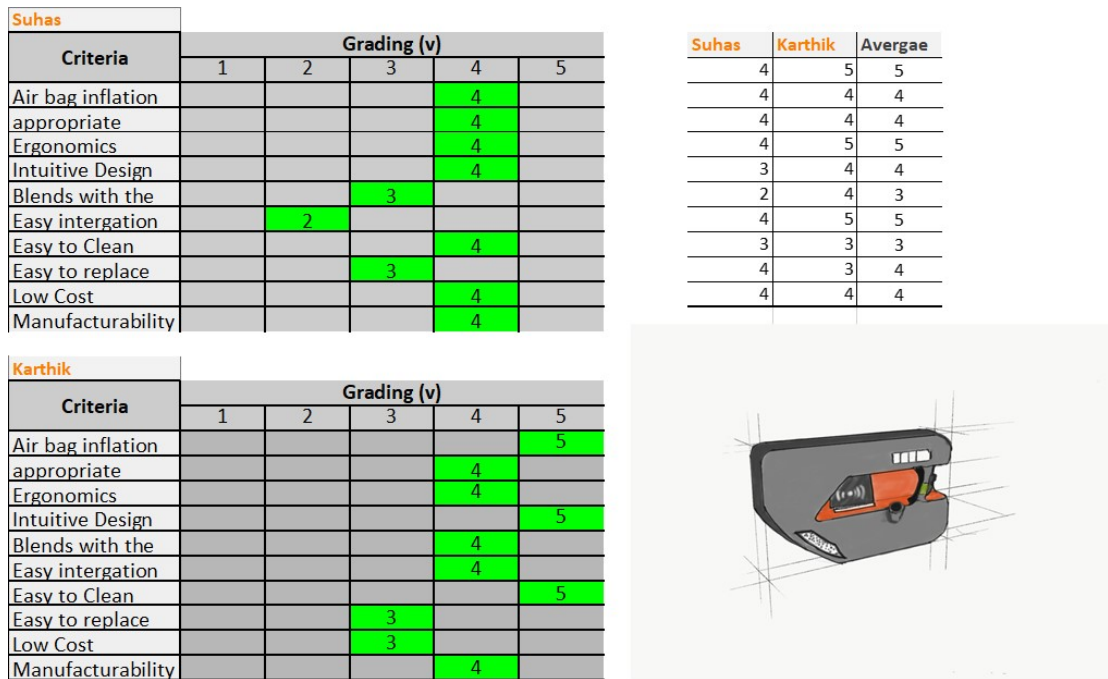 Suhas
Criteria Grading (v)
1 2 3 4 5
Air bag inflation 4
appropriate 4
Ergonomics 4
Intuitive Design 4
Blends with the 3
Easy intergation 2
Easy to Clean 4
Easy to replace 3
Low Cost 4
Manufacturability 4
Suhas Karthik Avergae
4 5 5
4 4 4
4 4 4
4 5 5
3 4 4
2 4 3
4 5 5
3 3 3
4 3 4
4 4 4
Karthik
Criteria Grading (v)
1 2 3 4 5
Air bag inflation 5
appropriate 4
Ergonomics 4
Intuitive Design 5
Blends with the 4
Easy intergation 4
Easy to Clean 5
Easy to replace 3
Low Cost 3
Manufacturability 4